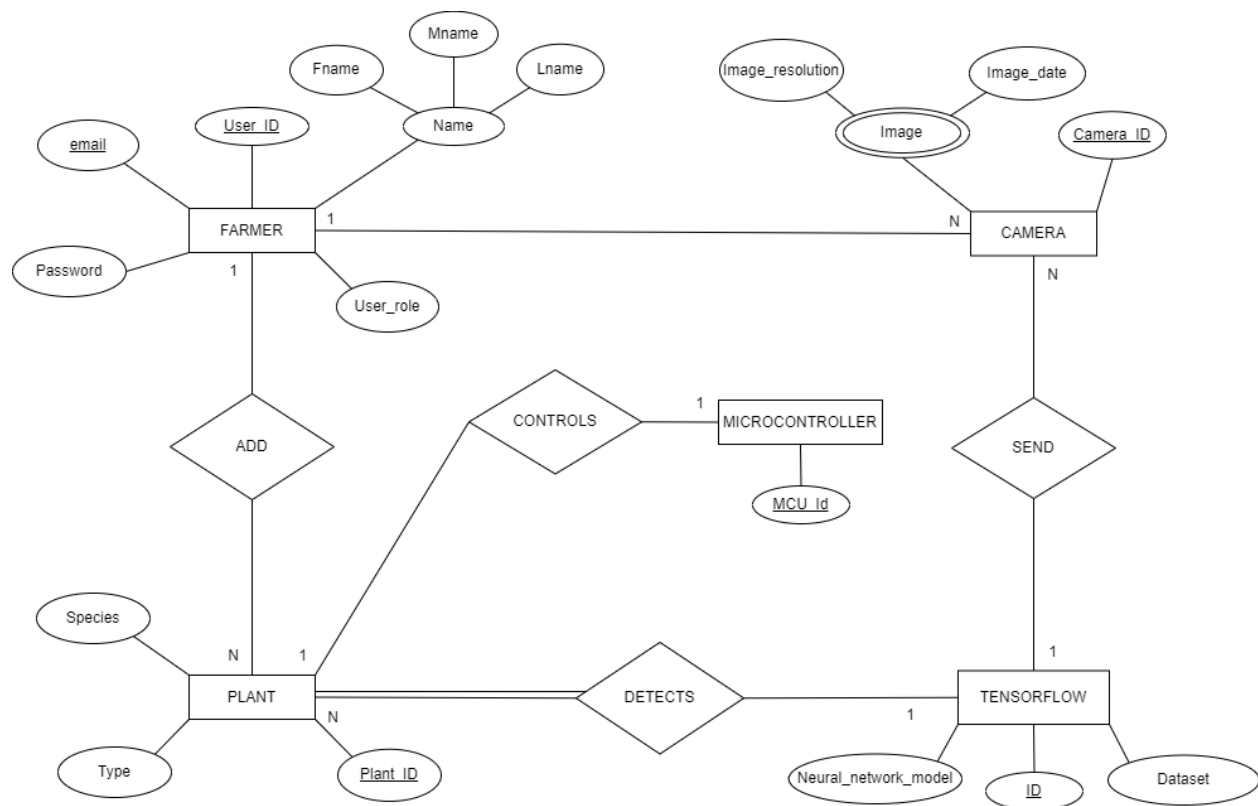 Mname
Fname
Lname
Image_resolution
Image_date
User_ID
Name
Image
Camera_ID
email
FARMER
1
N
CAMERA
Password
1
N
User_role
CONTROLS
1
MICROCONTROLLER
ADD
SEND
MCU_Id
Species
N
1
1
PLANT
DETECTS
TENSORFLOW
N
1
Type
Plant_ID
Neural_network_model
ID
Dataset